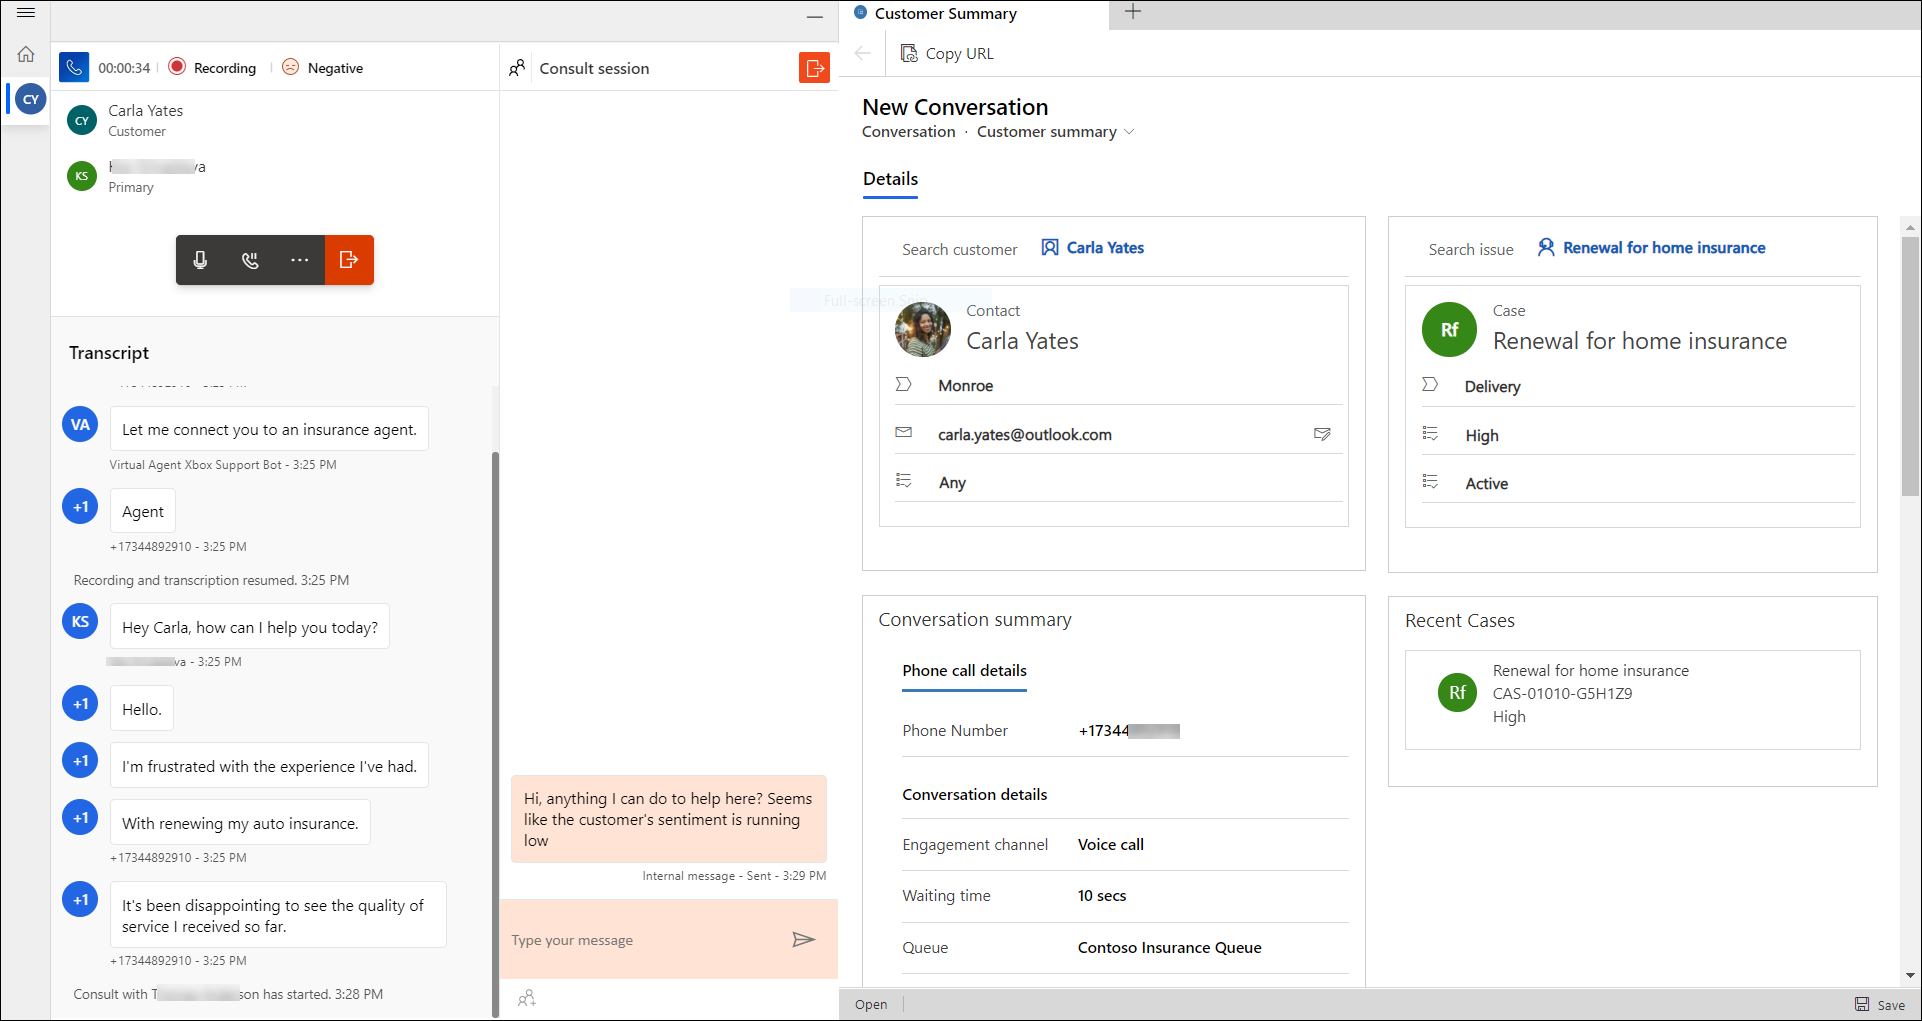 CY
00:00:34
Recording
Negative
CY
Carla Yates
Customer
KS
Primary
Transcript
VA
Let me connect you to an insurance agent.
Virtual Agent Xbox Support Bot - 3:25 PM
+1
Agent
+17344892910 - 3:25 PM
Recording and transcription resumed. 3:25 PM
KS
Hey Carla, how can I help you today?
- 3:25 PM
+1
Hello.
+1
I'm frustrated with the experience I've had.
+1
With renewing my auto insurance.
+17344892910 - 3:25 PM
+1
It's been disappointing to see the quality of
service I received so far.
+17344892910 - 3:25 PM
Consult with has started. 3:28 PM
Consult session
Hi, anything I can do to help here? Seems
like the customer's sentiment is running
low
Internal message - Sent - 3:29 PM
Type your message
Customer Summary
Copy URL
New Conversation
Conversation · Customer summary
Details
Search customer
Carla Yates
Full-screen
Contact
Carla Yates
Monroe
carla.yates@outlook.com
Any
Search issue
Renewal for home insurance
Rf
Case
Renewal for home insurance
Delivery
High
Active
Conversation summary
Phone call details
Phone Number
+17344
Conversation details
Engagement channel
Voice call
Waiting time
10 secs
Queue
Contoso Insurance Queue
Recent Cases
Rf
Renewal for home insurance
CAS-01010-G5H1Z9
High
Open
Save